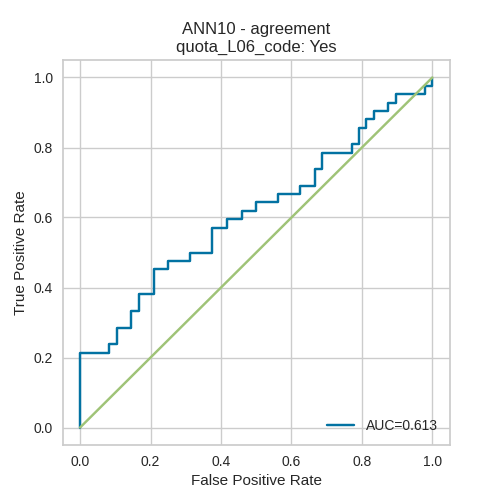 ANN10 - agreement
quota_L06_code: Yes
1.0
0.8
0.6
0.4
0.2
0.0
True Positive Rate
AUC=0.613
0.0 0.2 0.4 0.6 0.8 1.0
False Positive Rate